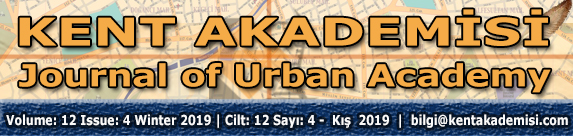 KENT AKADEMİSİ
Journal of Urban Academy
Volume: 12 Issue: 4 Winter 2019 | Cilt: 12 Sayı: 4 - Kış 2019 | bilgi@kentakademisi.com